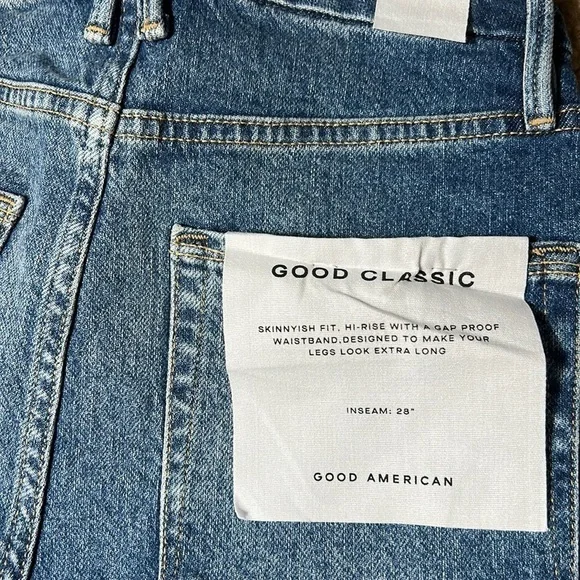 GOOD CLASSIC
SKINNYISH FIT, HI-RISE WITH A GAP PROOF
WAISTBAND.DESIGNED TO MAKE YOUR
LEGS LOOK EXTRA LONG
INSEAM: 28"
GOOD AMERICAN